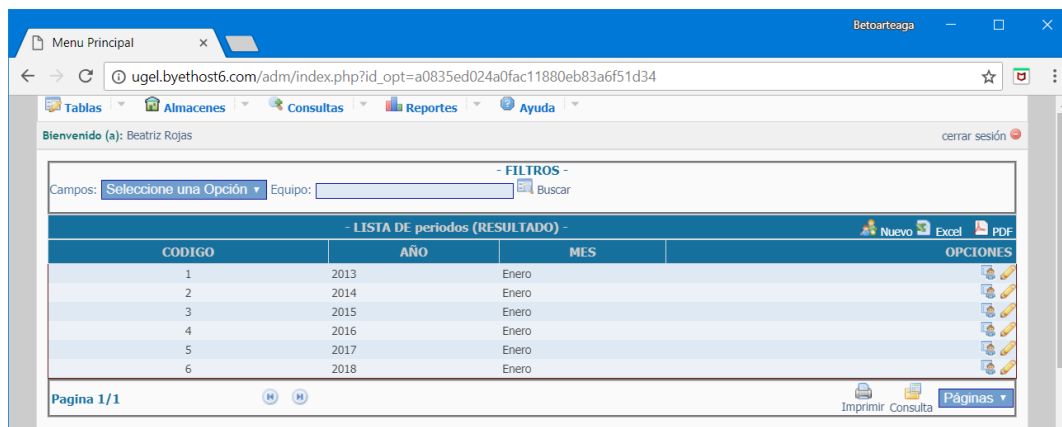 Betoarteaga
Menu Principal
ugel.byethost6.com/adm/index.php?id_opt=a0835ed024a0fac11880eb83a6f51d34
Tablas Almacenes Consultas Reportes Ayuda
Bienvenido (a): Beatriz Rojas cerrar sesión
- FILTROS -
Campos: Seleccione una Opción Equipo: Buscar
- LISTA DE periodos (RESULTADO) - Nuevo Excel PDF
CODIGO AÑO MES OPCIONES
1 2013 Enero
2 2014 Enero
3 2015 Enero
4 2016 Enero
5 2017 Enero
6 2018 Enero
Pagina 1/1 Imprimir Consulta Páginas